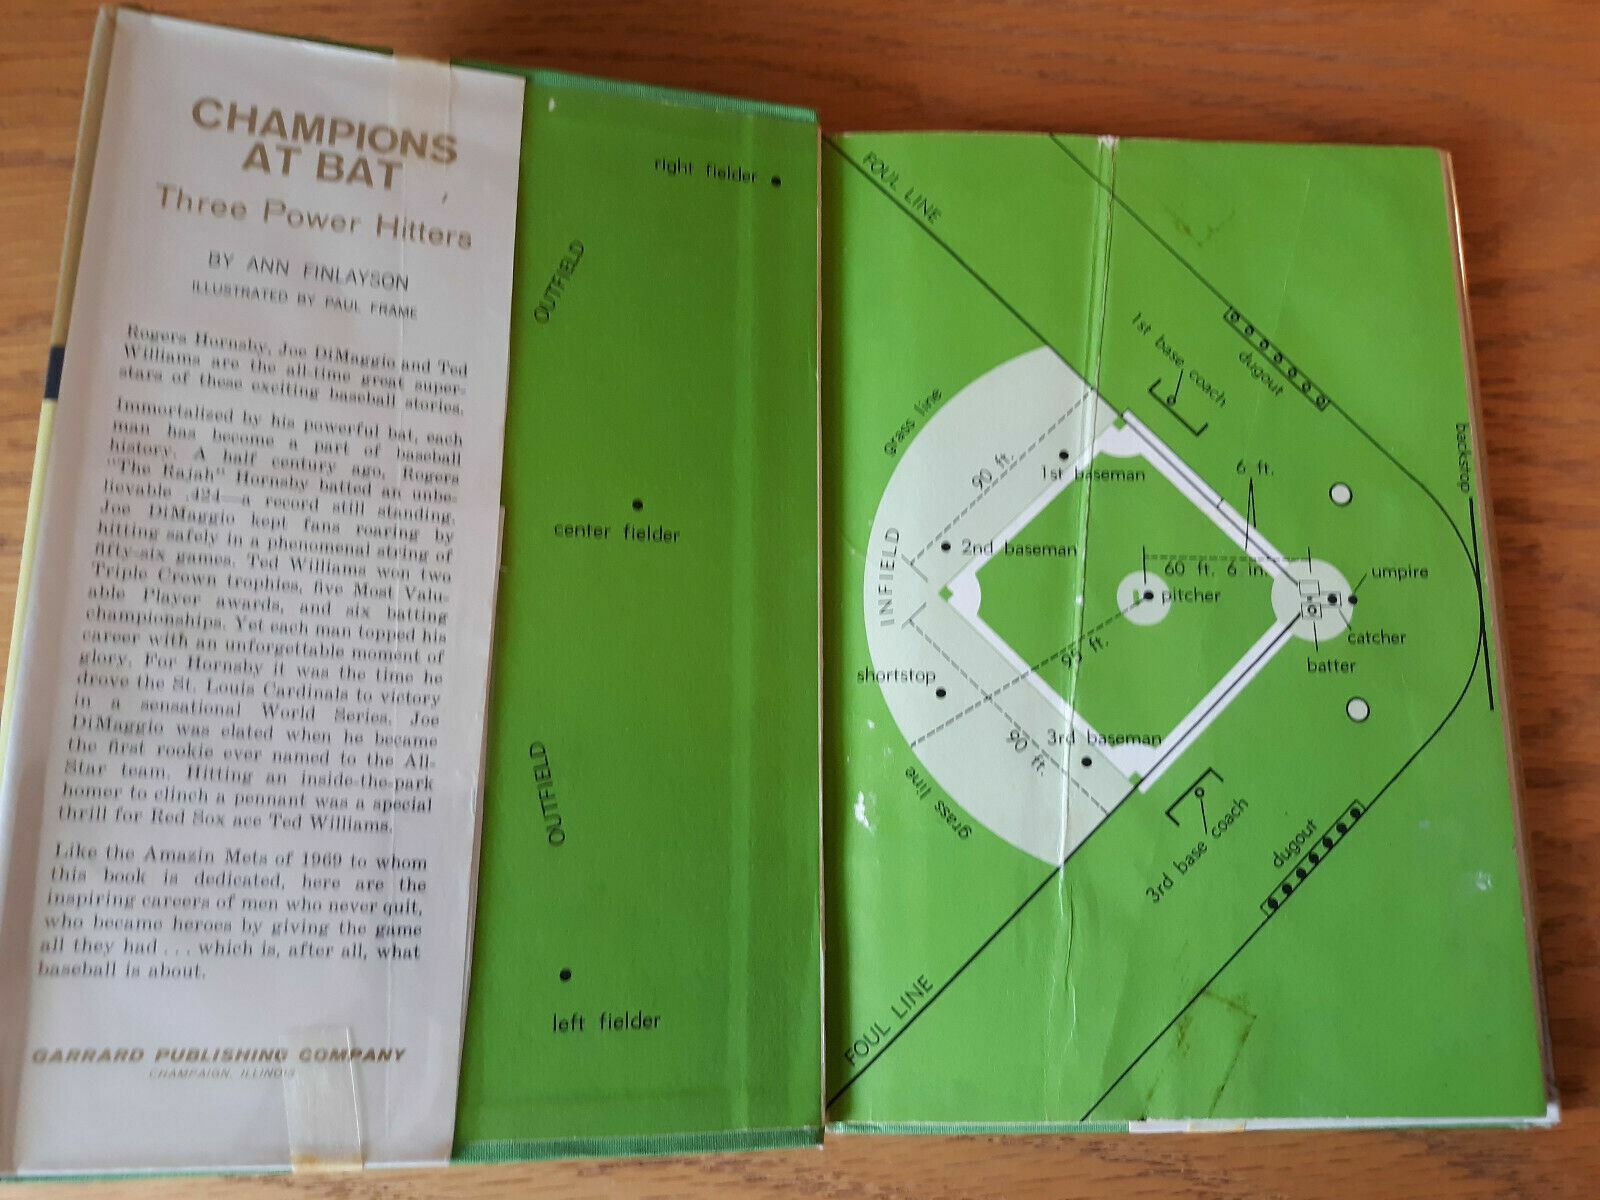 CHAMPIONS
AT BAT
Three Power Hitters
BY ANN FINLAYSON
ILLUSTRATED BY PAUL FRAME
Rogers Hornsby, Joe DiMaggio and Ted
Williams are the all-time great super-
stars of these exciting baseball stories.
Immortalized by his powerful bat, each
man has become a part of baseball
history. A half century ago, Rogers
"The Rajah" Hornsby batted an unbe-
lievable .424—a record still standing.
Joe DiMaggio kept fans roaring by
hitting safely in a phenomenal string of
fifty-six games. Ted Williams won two
Triple Crown trophies, five Most Valu-
able Player awards, and six batting
championships. Yet each man topped his
career with an unforgettable moment of
glory. For Hornsby it was the time he
drove the St. Louis Cardinals to victory
in a sensational World Series. Joe
DiMaggio was elated when he became
the first rookie ever named to the All-
Star team. Hitting an inside-the-park
homer to clinch a pennant was a special
thrill for Red Sox ace Ted Williams.
Like the Amazin Mets of 1969 to whom
this book is dedicated, here are the
inspiring careers of men who never quit,
who became heroes by giving the game
all they had . . . which is, after all, what
baseball is about.
GARRARD PUBLISHING COMPANY
CHAMPAIGN, ILLINOIS
right fielder
OUTFIELD
center fielder
OUTFIELD
left fielder
FOUL LINE
1st base coach
dugout
grass line
backstop
90 ft.
1st baseman
6 ft.
INFIELD
2nd baseman
60 ft. 6 in.
umpire
pitcher
catcher
95 ft.
batter
shortstop
90 ft.
3rd baseman
grass line
3rd base coach
dugout
FOUL LINE